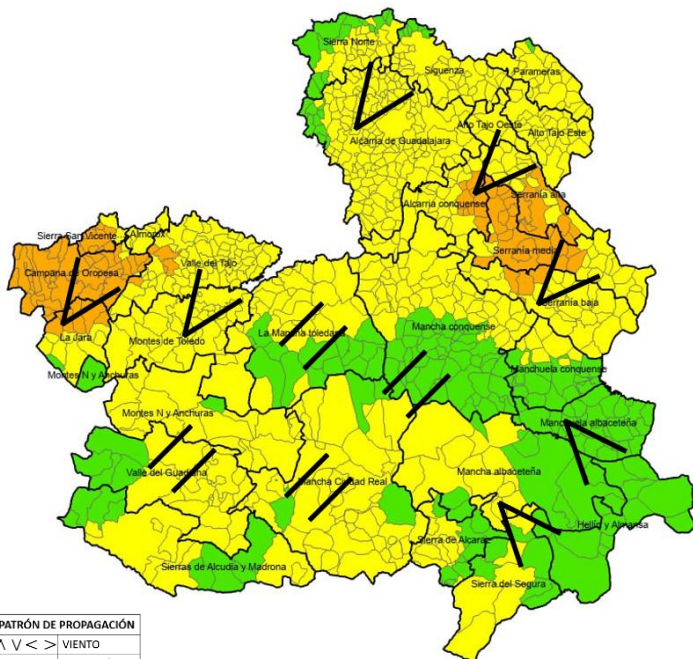 Sierra Norte
Siguenza
Parameras
Alcarria de Guadalajara
Alto Tajo Oeste
Alto Tajo Este
Alcarria conquense
Serranía alta
Sierra San Vicente
Almorox
Valle del Tajo
Campana de Oropesa
Serranía media
Serranía baja
La Jara
Montes de Toledo
La Mancha toledana
Mancha conquense
Montes N y Anchuras
Manchuela conquense
Montes N y Anchuras
Manchuela albaceteña
Valle del Guadiana
Mancha Ciudad Real
Mancha albaceteña
Hellín y Almansa
Sierra de Alcaraz
Sierras de Alcudia y Madrona
Sierra del Segura
PATRÓN DE PROPAGACIÓN
Λ V < > VIENTO